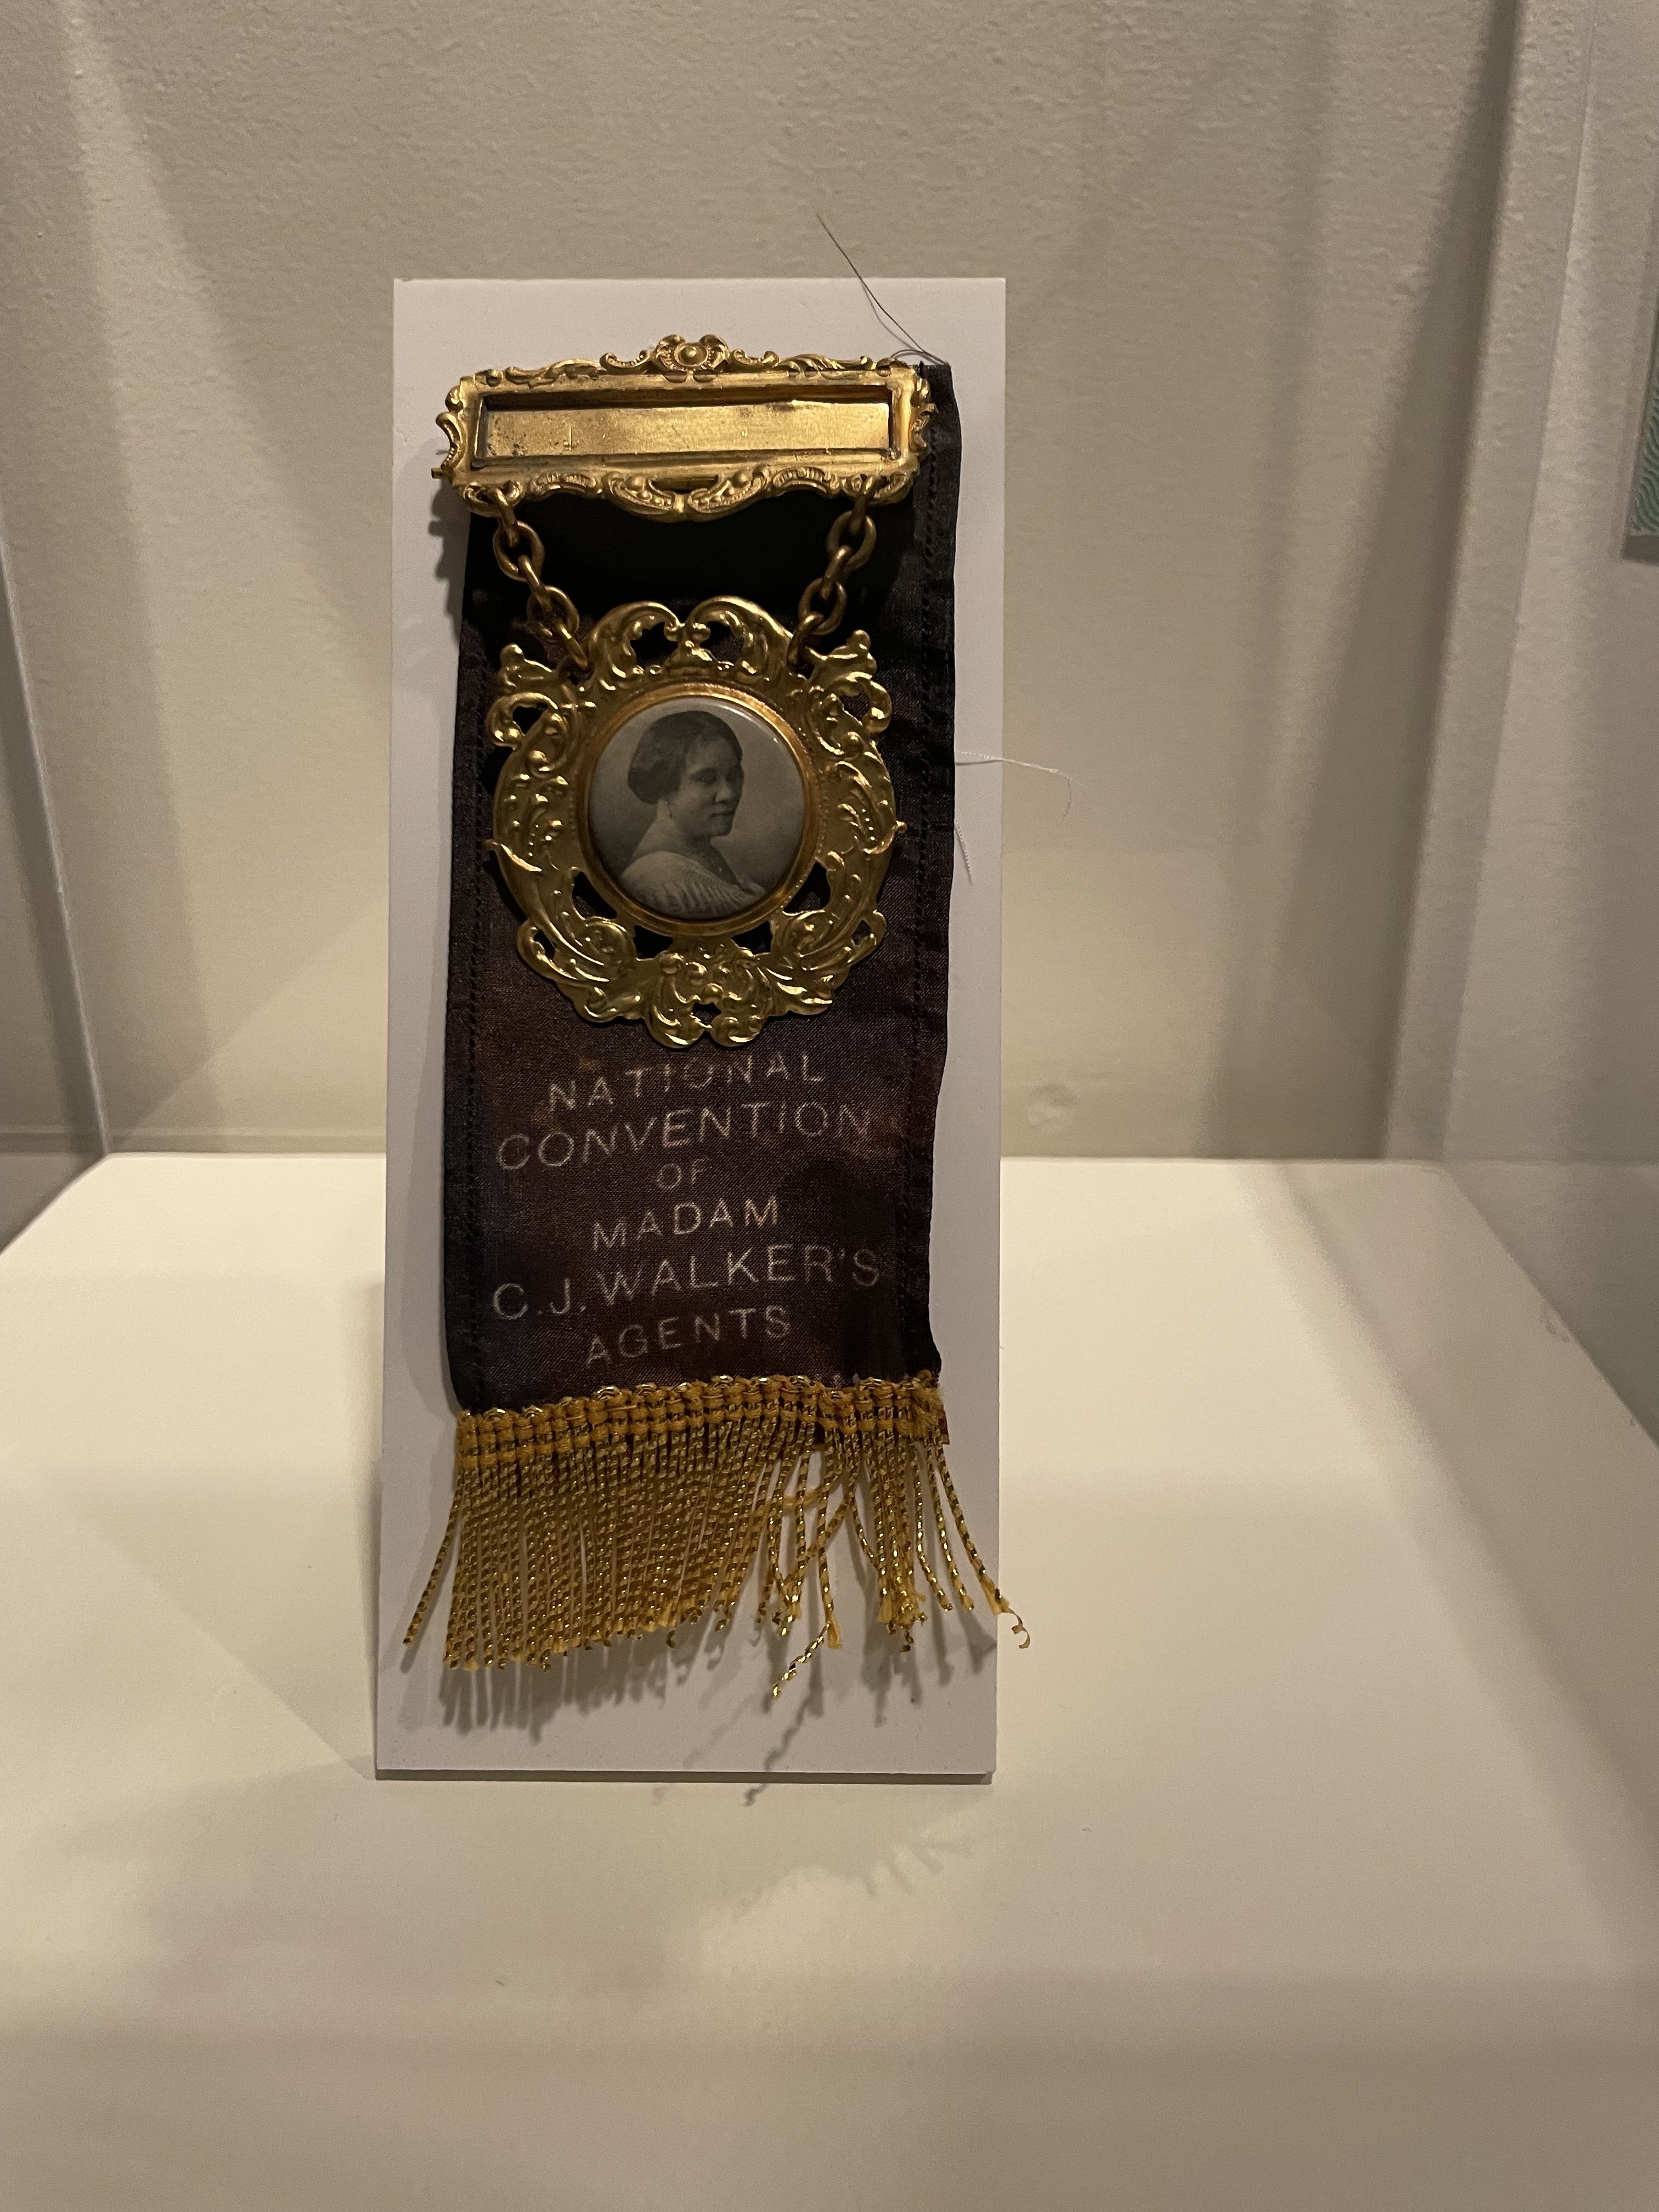 NATIONAL
CONVENTION
OF
MADAM
C.J. WALKER'S
AGENTS